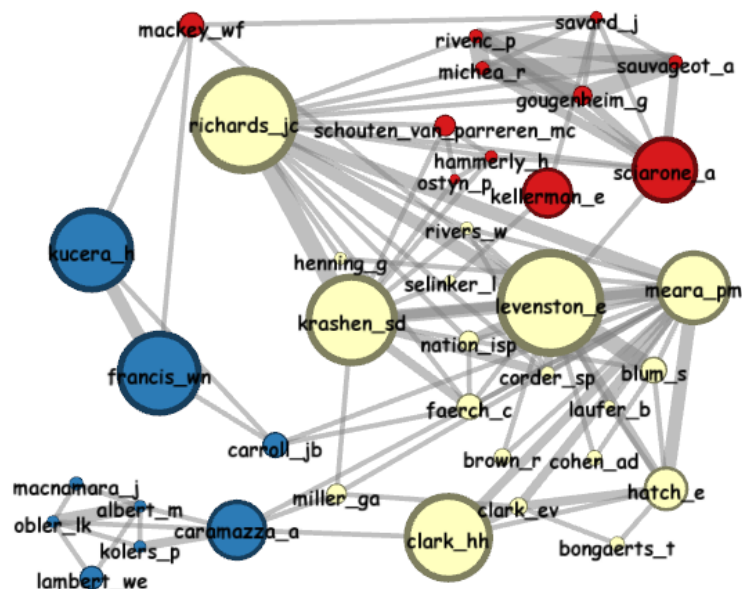 savard_j
mackey_wf
rivenc_p
michea_r
sauvageot_a
gougenheim_g
richards_jc
schouten_van_parreren_mc
hammerly_h
sciarone_a
ostyn_p
kellerman_e
rivers_w
kucera_h
henning_g
selinker_l
meara_pm
levenston_e
krashen_sd
nation_isp
francis_wn
corder_sp
blum_s
faerch_c
laufer_b
carroll_jb
brown_r
cohen_ad
macnamara_j
miller_ga
hatch_e
albert_m
clark_ev
obler_lk
caramazza_a
clark_hh
kolers_p
bongaerts_t
lambert_we